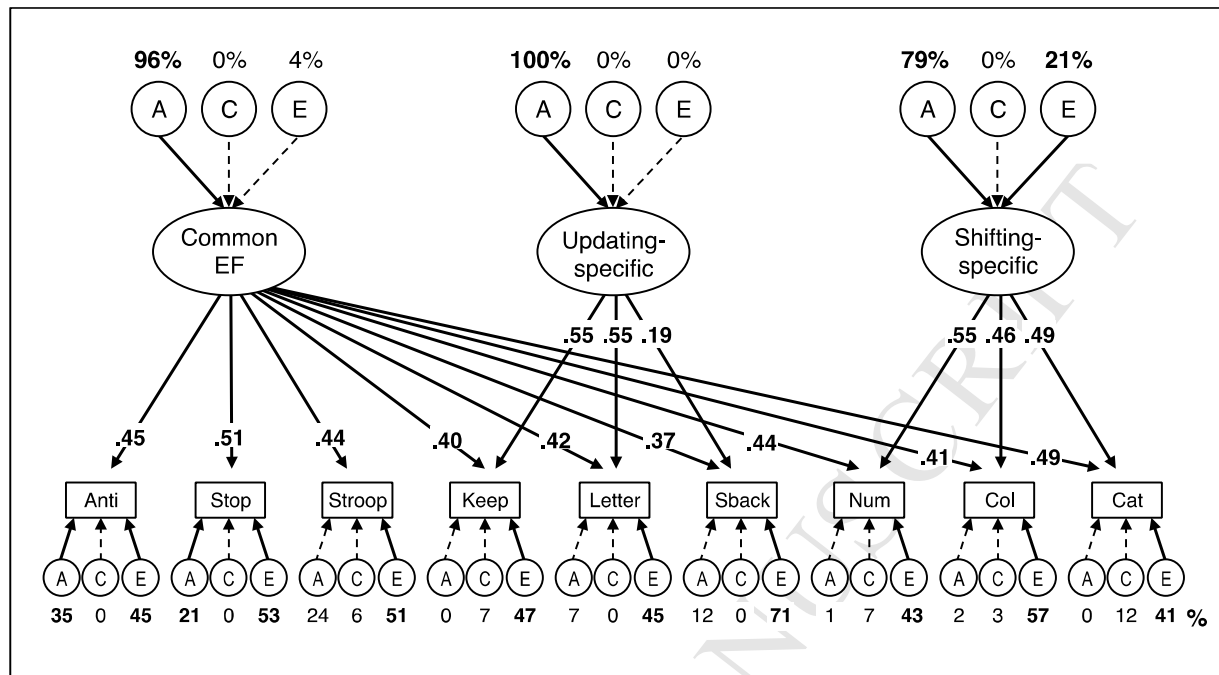 96% 0% 4% 100% 0% 0% 79% 0% 21%
A C E A C E A C E
Common
EF
Updating-
specific
Shifting-
specific
.55 .55 .19 .55 .46 .49
.45 .51 .44 .40 .42 .37 .44 .41 .49
Anti Stop Stroop Keep Letter Sback Num Col Cat
A C E A C E A C E A C E A C E A C E A C E A C E A C E
35 0 45 21 0 53 24 6 51 0 7 47 7 0 45 12 0 71 1 7 43 2 3 57 0 12 41 %
NUSCRIPT